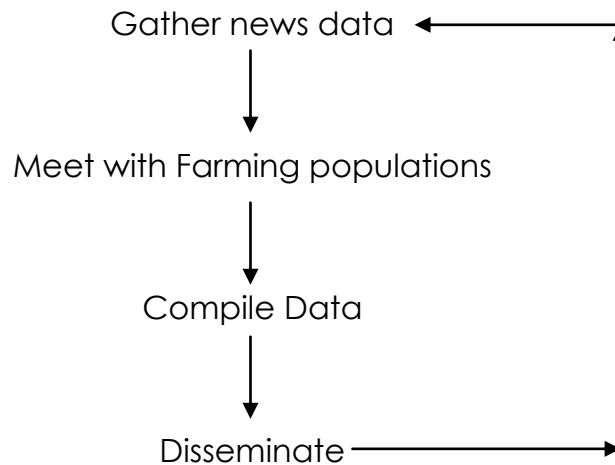 Gather news data
Meet with Farming populations
Compile Data
Disseminate